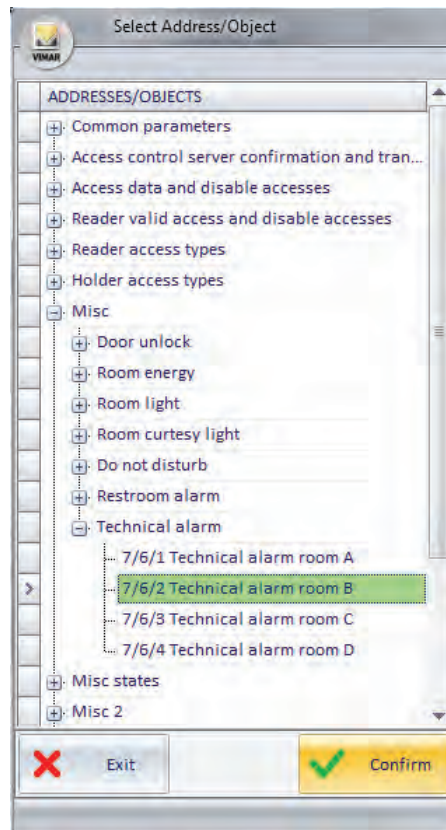 Select Address/Object
VIMAR
ADDRESSES/OBJECTS
Common parameters
Access control server confirmation and tran...
Access data and disable accesses
Reader valid access and disable accesses
Reader access types
Holder access types
Misc
Door unlock
Room energy
Room light
Room curtesy light
Do not disturb
Restroom alarm
Technical alarm
7/6/1 Technical alarm room A
7/6/2 Technical alarm room B
7/6/3 Technical alarm room C
7/6/4 Technical alarm room D
Misc states
Misc 2
Exit Confirm